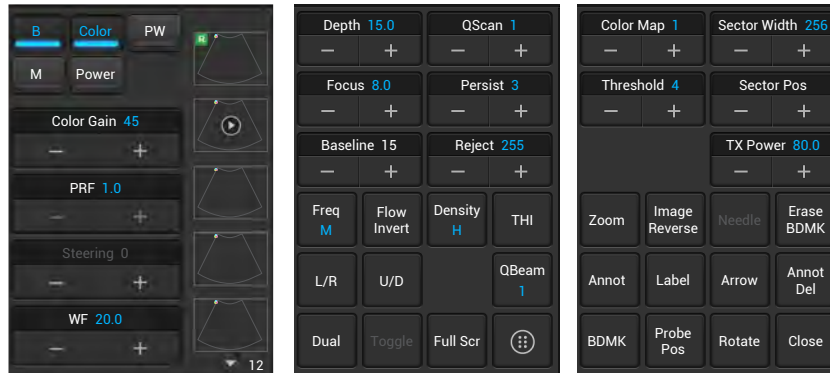 B Color PW
M Power
R
Color Gain 45
− +
PRF 1.0
− +
Steering 0
− +
WF 20.0
− +
12
Depth 15.0 QScan 1
− + − +
Focus 8.0 Persist 3
− + − +
Baseline 15 Reject 255
− + − +
Freq
M
Flow
Invert
Density
H
THI
L/R U/D
QBeam
1
Dual Toggle Full Scr
Color Map 1 Sector Width 256
− + − +
Threshold 4 Sector Pos
− + − +
TX Power 80.0
− +
Zoom
Image
Reverse
Needle
Erase
BDMK
Annot Label Arrow
Annot
Del
BDMK
Probe
Pos
Rotate Close